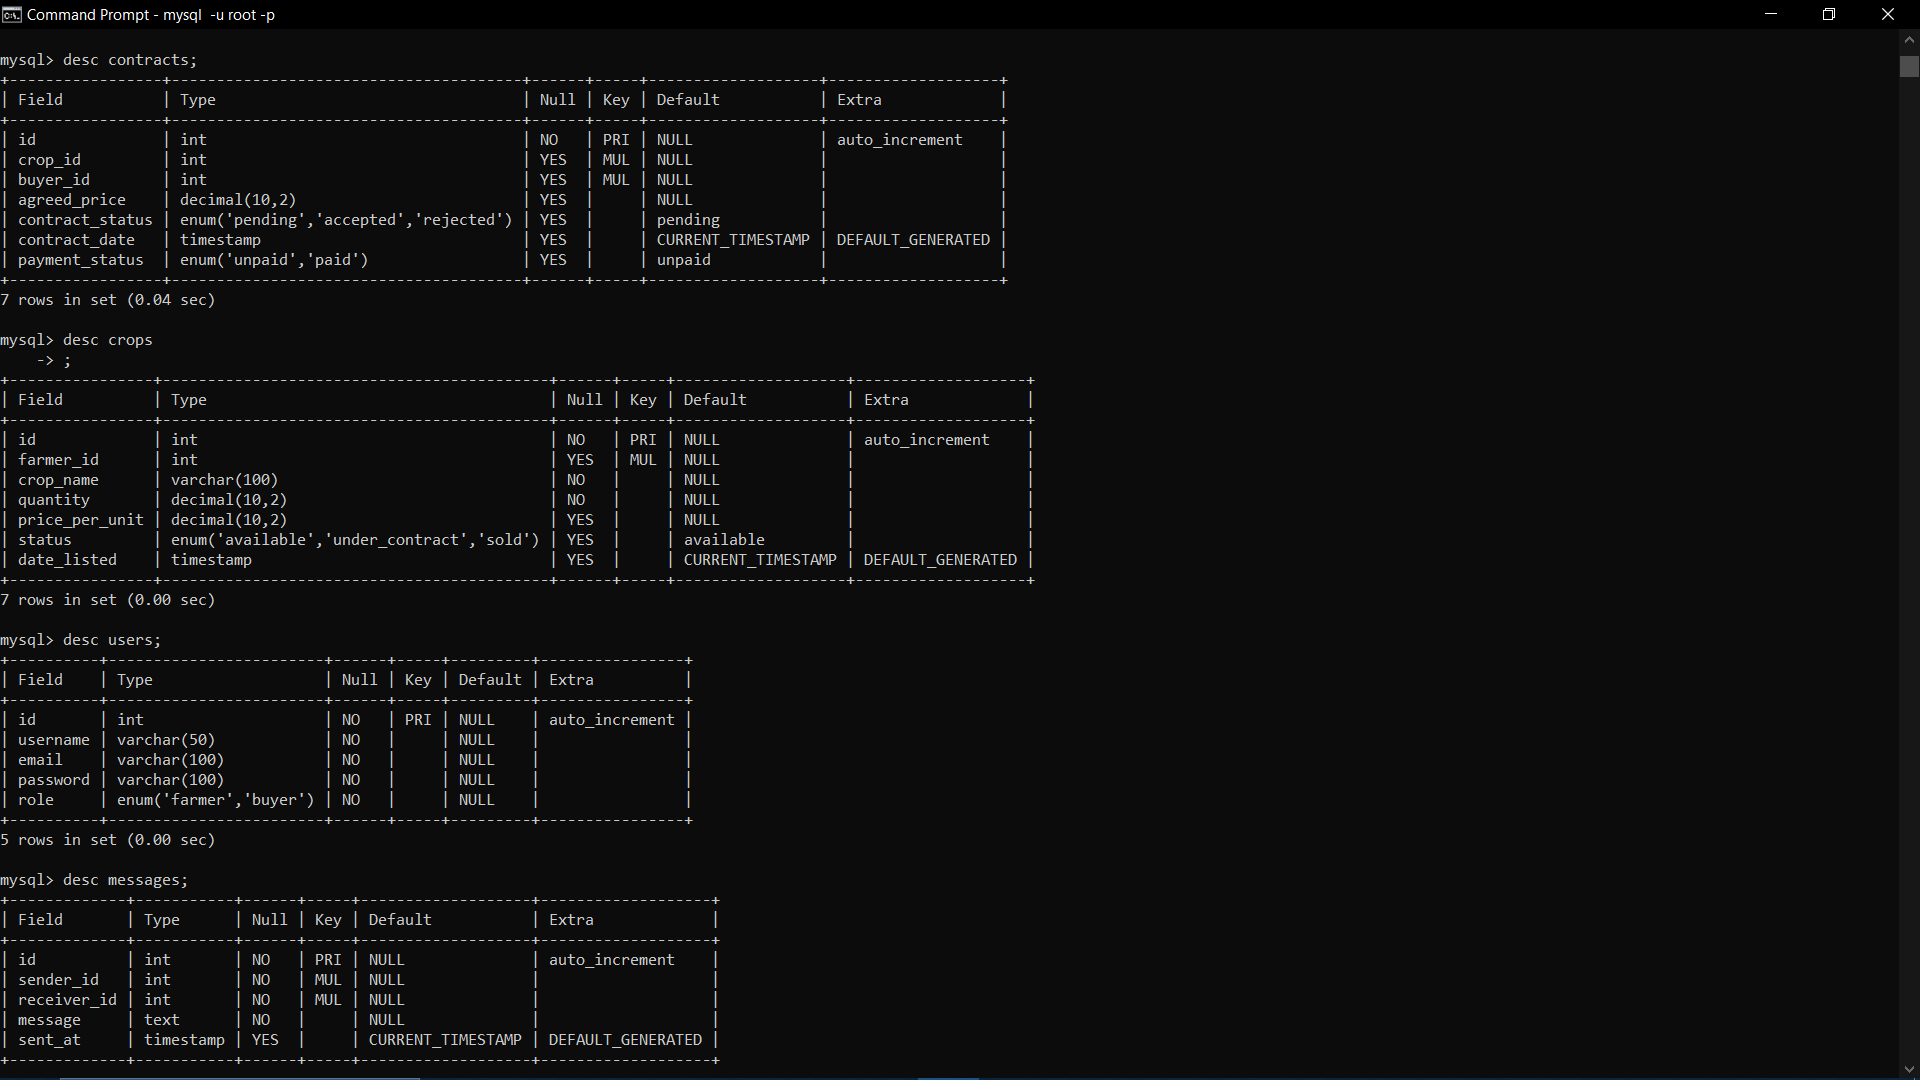 Command Prompt - mysql  -u root -p
mysql> desc contracts;
+-----------------+---------------------------------------+------+-----+-------------------+-------------------+
| Field           | Type                                  | Null | Key | Default           | Extra             |
+-----------------+---------------------------------------+------+-----+-------------------+-------------------+
| id              | int                                   | NO   | PRI | NULL              | auto_increment    |
| crop_id         | int                                   | YES  | MUL | NULL              |                   |
| buyer_id        | int                                   | YES  | MUL | NULL              |                   |
| agreed_price    | decimal(10,2)                         | YES  |     | NULL              |                   |
| contract_status | enum('pending','accepted','rejected') | YES  |     | pending           |                   |
| contract_date   | timestamp                             | YES  |     | CURRENT_TIMESTAMP | DEFAULT_GENERATED |
| payment_status  | enum('unpaid','paid')                 | YES  |     | unpaid            |                   |
+-----------------+---------------------------------------+------+-----+-------------------+-------------------+
7 rows in set (0.04 sec)
mysql> desc crops
    -> ;
+----------------+-------------------------------------------+------+-----+-------------------+-------------------+
| Field          | Type                                      | Null | Key | Default           | Extra             |
+----------------+-------------------------------------------+------+-----+-------------------+-------------------+
| id             | int                                       | NO   | PRI | NULL              | auto_increment    |
| farmer_id      | int                                       | YES  | MUL | NULL              |                   |
| crop_name      | varchar(100)                              | NO   |     | NULL              |                   |
| quantity       | decimal(10,2)                             | NO   |     | NULL              |                   |
| price_per_unit | decimal(10,2)                             | YES  |     | NULL              |                   |
| status         | enum('available','under_contract','sold') | YES  |     | available         |                   |
| date_listed    | timestamp                                 | YES  |     | CURRENT_TIMESTAMP | DEFAULT_GENERATED |
+----------------+-------------------------------------------+------+-----+-------------------+-------------------+
7 rows in set (0.00 sec)
mysql> desc users;
+----------+------------------------+------+-----+---------+----------------+
| Field    | Type                   | Null | Key | Default | Extra          |
+----------+------------------------+------+-----+---------+----------------+
| id       | int                    | NO   | PRI | NULL    | auto_increment |
| username | varchar(50)            | NO   |     | NULL    |                |
| email    | varchar(100)           | NO   |     | NULL    |                |
| password | varchar(100)           | NO   |     | NULL    |                |
| role     | enum('farmer','buyer') | NO   |     | NULL    |                |
+----------+------------------------+------+-----+---------+----------------+
5 rows in set (0.00 sec)
mysql> desc messages;
+-------------+-----------+------+-----+-------------------+-------------------+
| Field       | Type      | Null | Key | Default           | Extra             |
+-------------+-----------+------+-----+-------------------+-------------------+
| id          | int       | NO   | PRI | NULL              | auto_increment    |
| sender_id   | int       | NO   | MUL | NULL              |                   |
| receiver_id | int       | NO   | MUL | NULL              |                   |
| message     | text      | NO   |     | NULL              |                   |
| sent_at     | timestamp | YES  |     | CURRENT_TIMESTAMP | DEFAULT_GENERATED |
+-------------+-----------+------+-----+-------------------+-------------------+